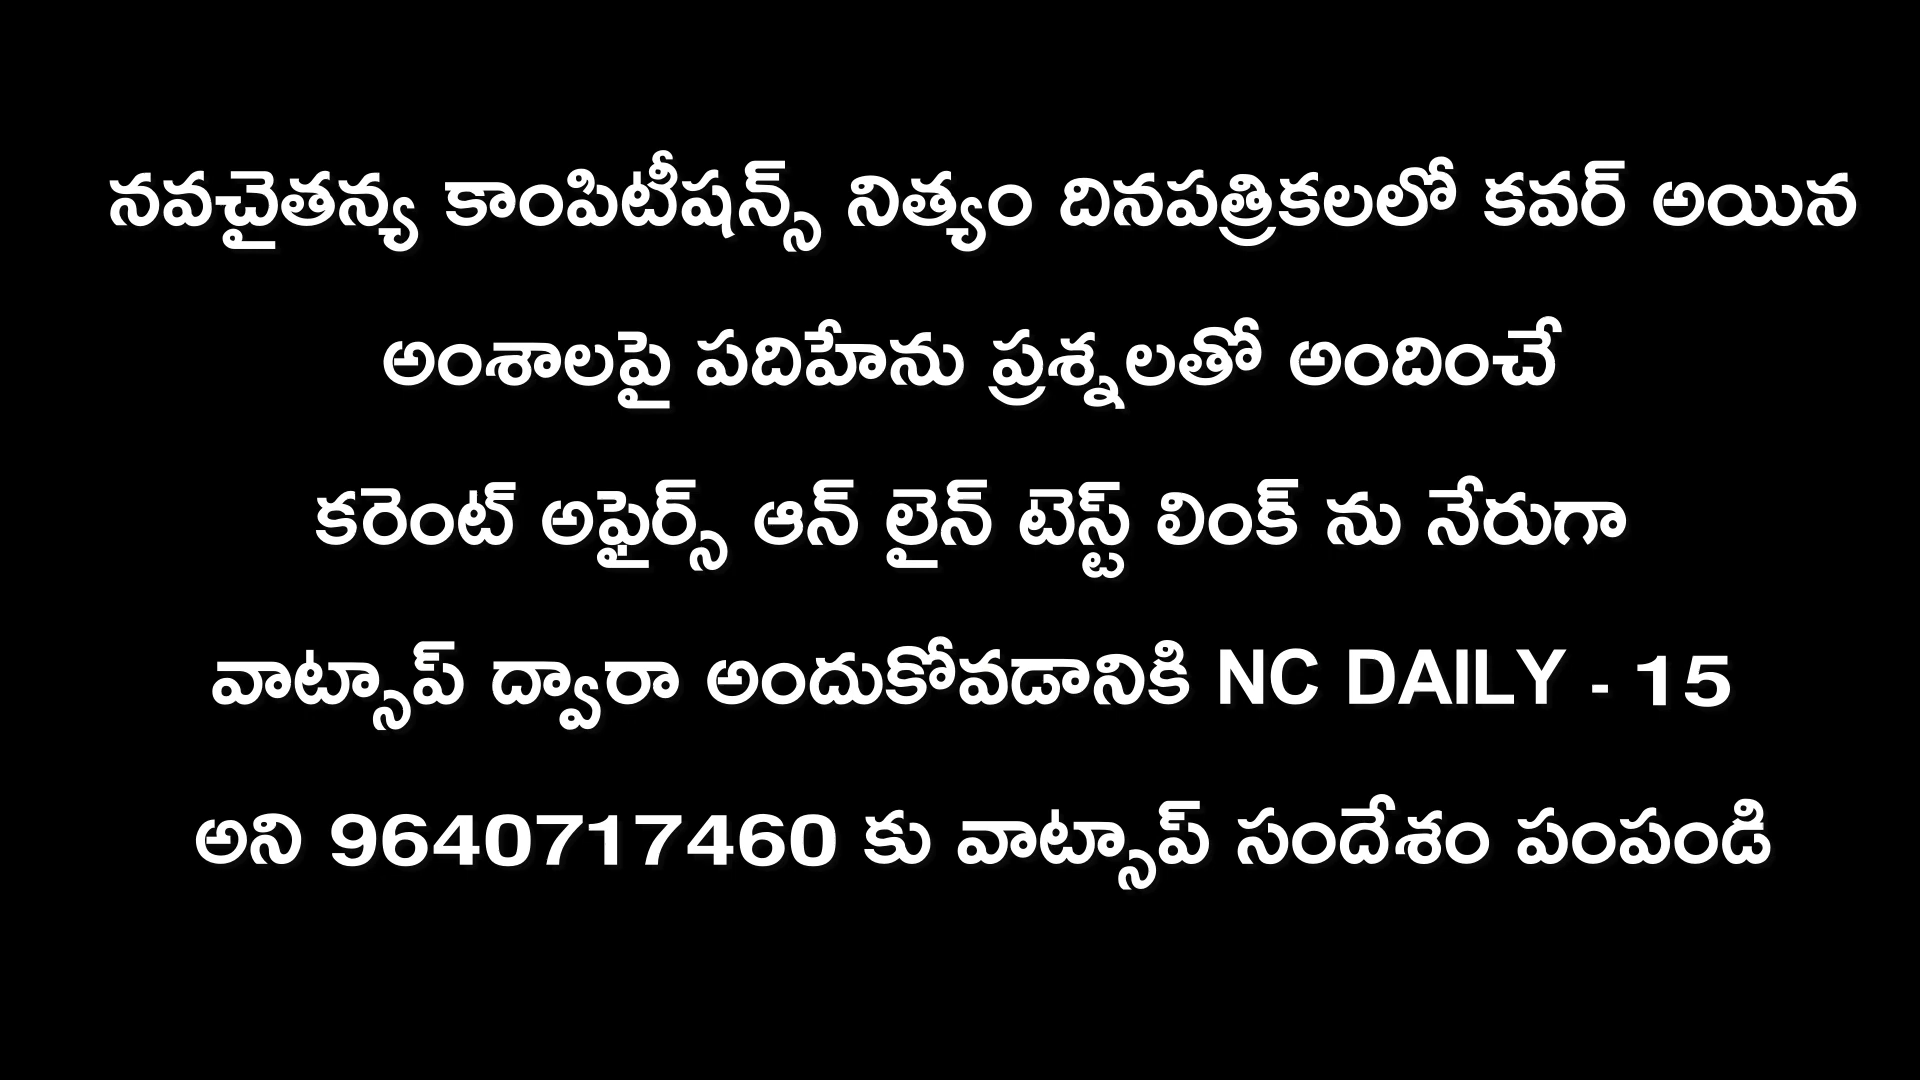 నవచైతన్య కాంపిటీషన్స్ నిత్యం దినపత్రికలలో కవర్ అయిన
అంశాలపై పదిహేను ప్రశ్నలతో అందించే
కరెంట్ అఫైర్స్ ఆన్ లైన్ టెస్ట్ లింక్ ను నేరుగా
వాట్సాప్ ద్వారా అందుకోవడానికి NC DAILY - 15
అని 9640717460 కు వాట్సాప్ సందేశం పంపండి